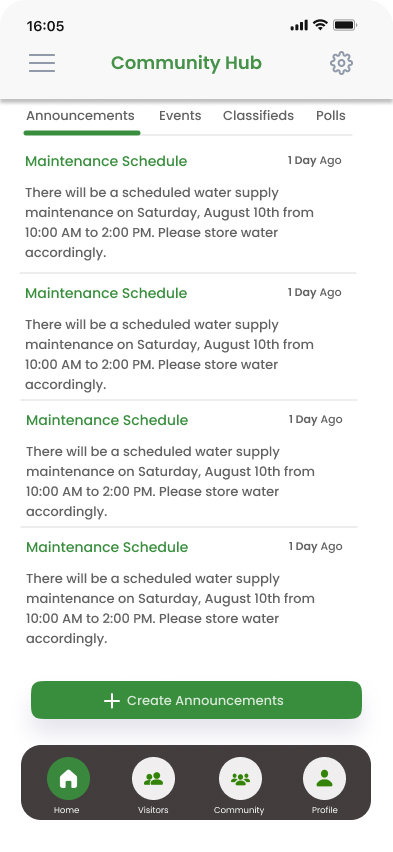 16:05
Community Hub
Announcements Events Classifieds Polls
Maintenance Schedule 1 Day Ago
There will be a scheduled water supply
maintenance on Saturday, August 10th from
10:00 AM to 2:00 PM. Please store water
accordingly.
Maintenance Schedule 1 Day Ago
There will be a scheduled water supply
maintenance on Saturday, August 10th from
10:00 AM to 2:00 PM. Please store water
accordingly.
Maintenance Schedule 1 Day Ago
There will be a scheduled water supply
maintenance on Saturday, August 10th from
10:00 AM to 2:00 PM. Please store water
accordingly.
Maintenance Schedule 1 Day Ago
There will be a scheduled water supply
maintenance on Saturday, August 10th from
10:00 AM to 2:00 PM. Please store water
accordingly.
Create Announcements
Home Visitors Community Profile